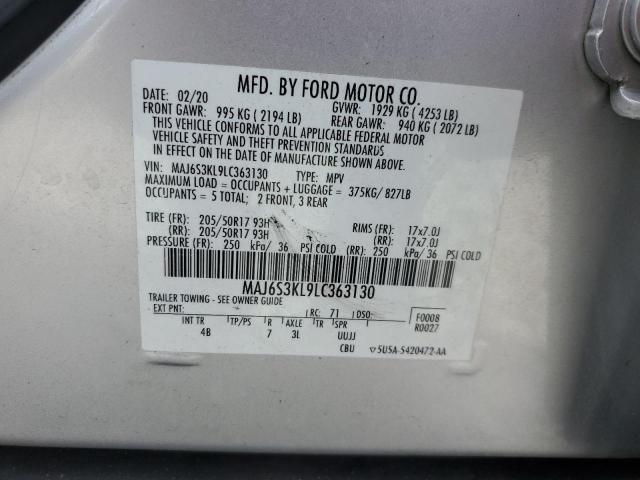 MFD. BY FORD MOTOR CO.
DATE: 02/20 GVWR: 1929 KG ( 4253 LB)
FRONT GAWR: 995 KG ( 2194 LB) REAR GAWR: 940 KG ( 2072 LB)
THIS VEHICLE CONFORMS TO ALL APPLICABLE FEDERAL MOTOR
VEHICLE SAFETY AND THEFT PREVENTION STANDARDS
IN EFFECT ON THE DATE OF MANUFACTURE SHOWN ABOVE.
VIN: MAJ6S3KL9LC363130 TYPE: MPV
MAXIMUM LOAD = OCCUPANTS + LUGGAGE = 375KG/ 827LB
OCCUPANTS = 5 TOTAL; 2 FRONT, 3 REAR
TIRE (FR): 205/50R17 93H RIMS (FR): 17x7.0J
(RR): 205/50R17 93H (RR): 17x7.0J
PRESSURE (FR): 250 kPa/ 36 PSI COLD (RR): 250 kPa/ 36 PSI COLD
MAJ6S3KL9LC363130
TRAILER TOWING - SEE OWNER GUIDE
EXT PNT: RC: 71 DSO: F0008
R0027
INT TR TP/PS R AXLE TR SPR
4B 7 3L UUJJ
CBU 5U5A-5420472-AA